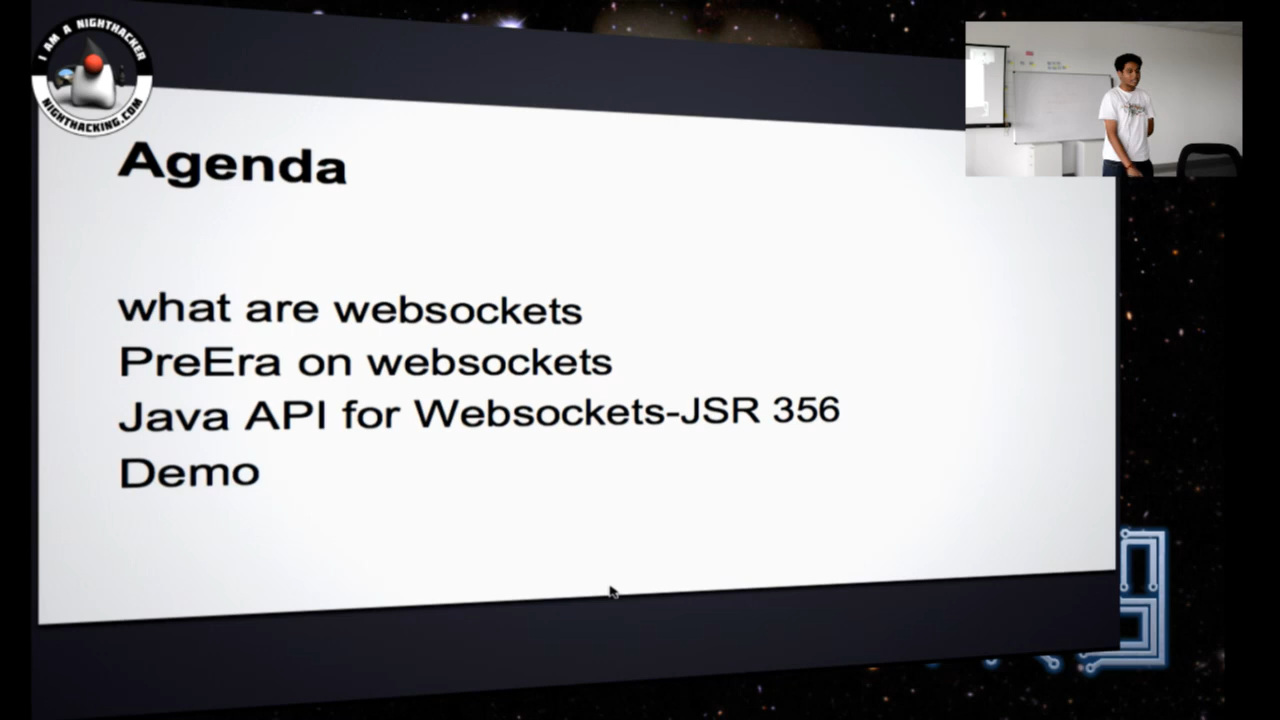 I AM A NIGHTHACKER
NIGHTHACKING.COM
Agenda
what are websockets
PreEra on websockets
Java API for Websockets-JSR 356
Demo